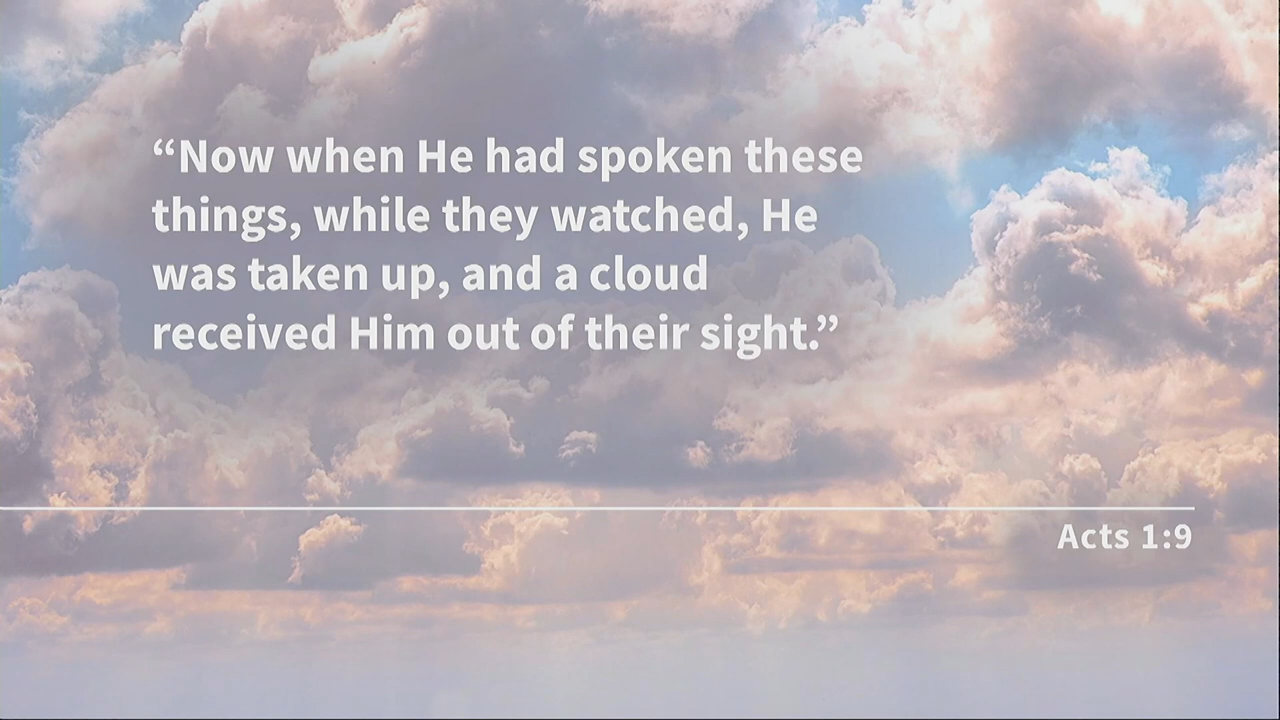 “Now when He had spoken these
things, while they watched, He
was taken up, and a cloud
received Him out of their sight.”
Acts 1:9